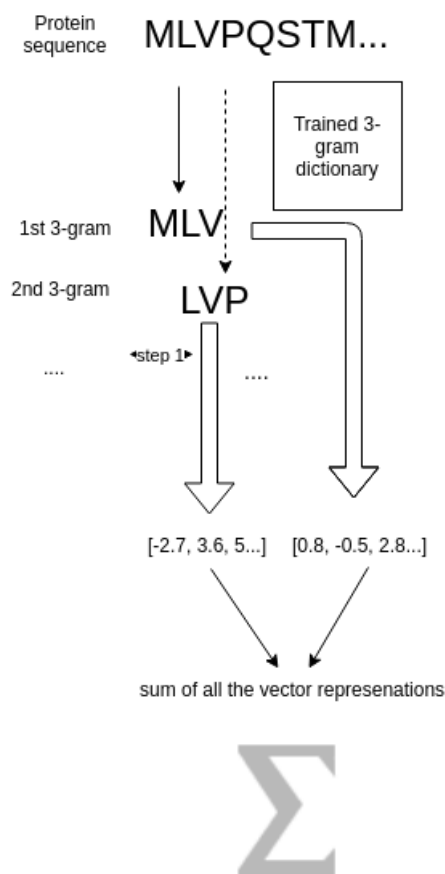 Protein
sequence
MLVPQSTM...
Trained 3-
gram
dictionary
1st 3-gram
MLV
2nd 3-gram
LVP
....
step 1
....
[-2.7, 3.6, 5...]
[0.8, -0.5, 2.8...]
sum of all the vector represenations
Σ